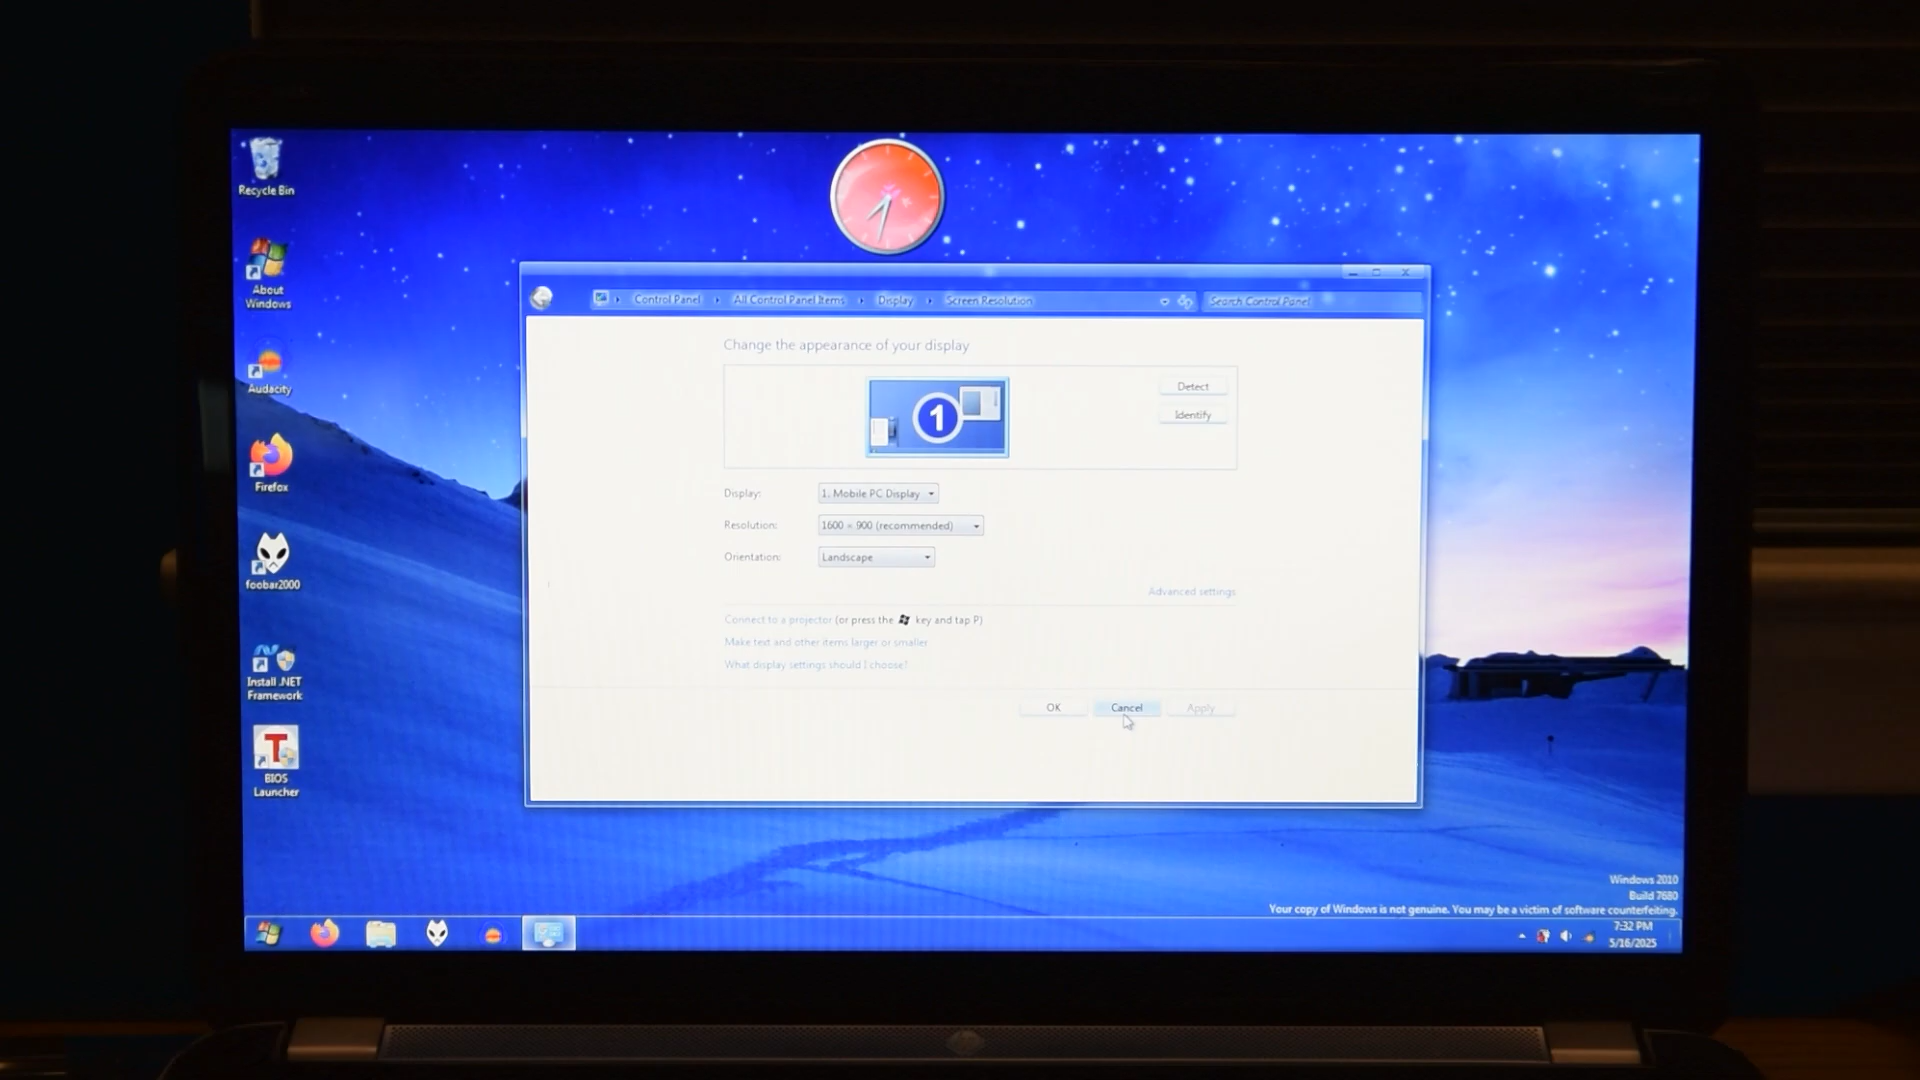 Recycle Bin
About
Windows
Audacity
Firefox
foobar2000
Install .NET
Framework
BIOS
Launcher
Control Panel
All Control Panel Items
Display
Screen Resolution
Search Control Panel
Change the appearance of your display
1
Detect
Identify
Display:
1. Mobile PC Display
Resolution:
1600 × 900 (recommended)
Orientation:
Landscape
Advanced settings
Connect to a projector (or press the key and tap P)
Make text and other items larger or smaller
What display settings should I choose?
OK
Cancel
Apply
Windows 2010
Build 7680
Your copy of Windows is not genuine. You may be a victim of software counterfeiting.
7:32 PM
5/16/2025